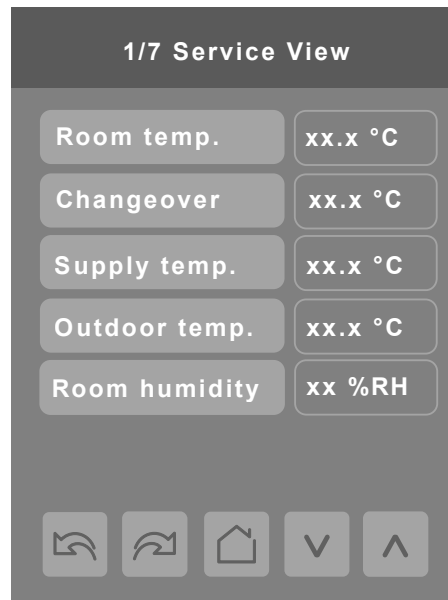 1/7 Service View
Room temp. xx.x °C
Changeover xx.x °C
Supply temp. xx.x °C
Outdoor temp. xx.x °C
Room humidity xx %RH